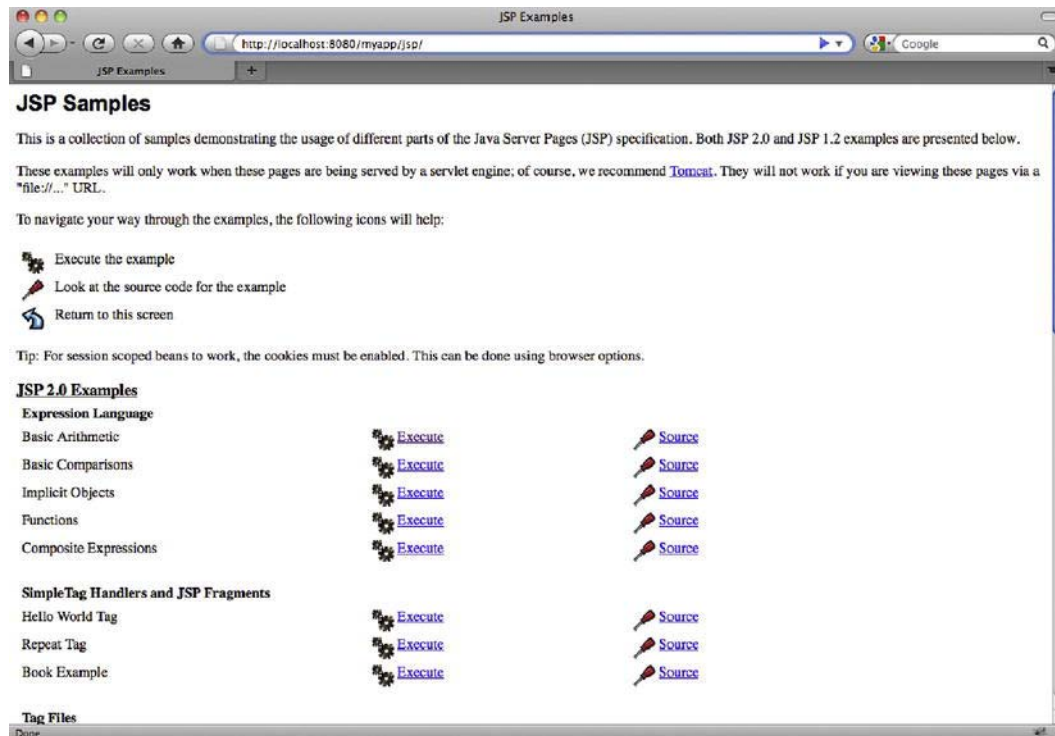 JSP Examples
http://localhost:8080/myapp/jsp/
Google
JSP Examples
+
JSP Samples
This is a collection of samples demonstrating the usage of different parts of the Java Server Pages (JSP) specification. Both JSP 2.0 and JSP 1.2 examples are presented below.
These examples will only work when these pages are being served by a servlet engine; of course, we recommend Tomcat. They will not work if you are viewing these pages via a
"file://..." URL.
To navigate your way through the examples, the following icons will help:
Execute the example
Look at the source code for the example
Return to this screen
Tip: For session scoped beans to work, the cookies must be enabled. This can be done using browser options.
JSP 2.0 Examples
Expression Language
Basic Arithmetic Execute Source
Basic Comparisons Execute Source
Implicit Objects Execute Source
Functions Execute Source
Composite Expressions Execute Source
SimpleTag Handlers and JSP Fragments
Hello World Tag Execute Source
Repeat Tag Execute Source
Book Example Execute Source
Tag Files
Done